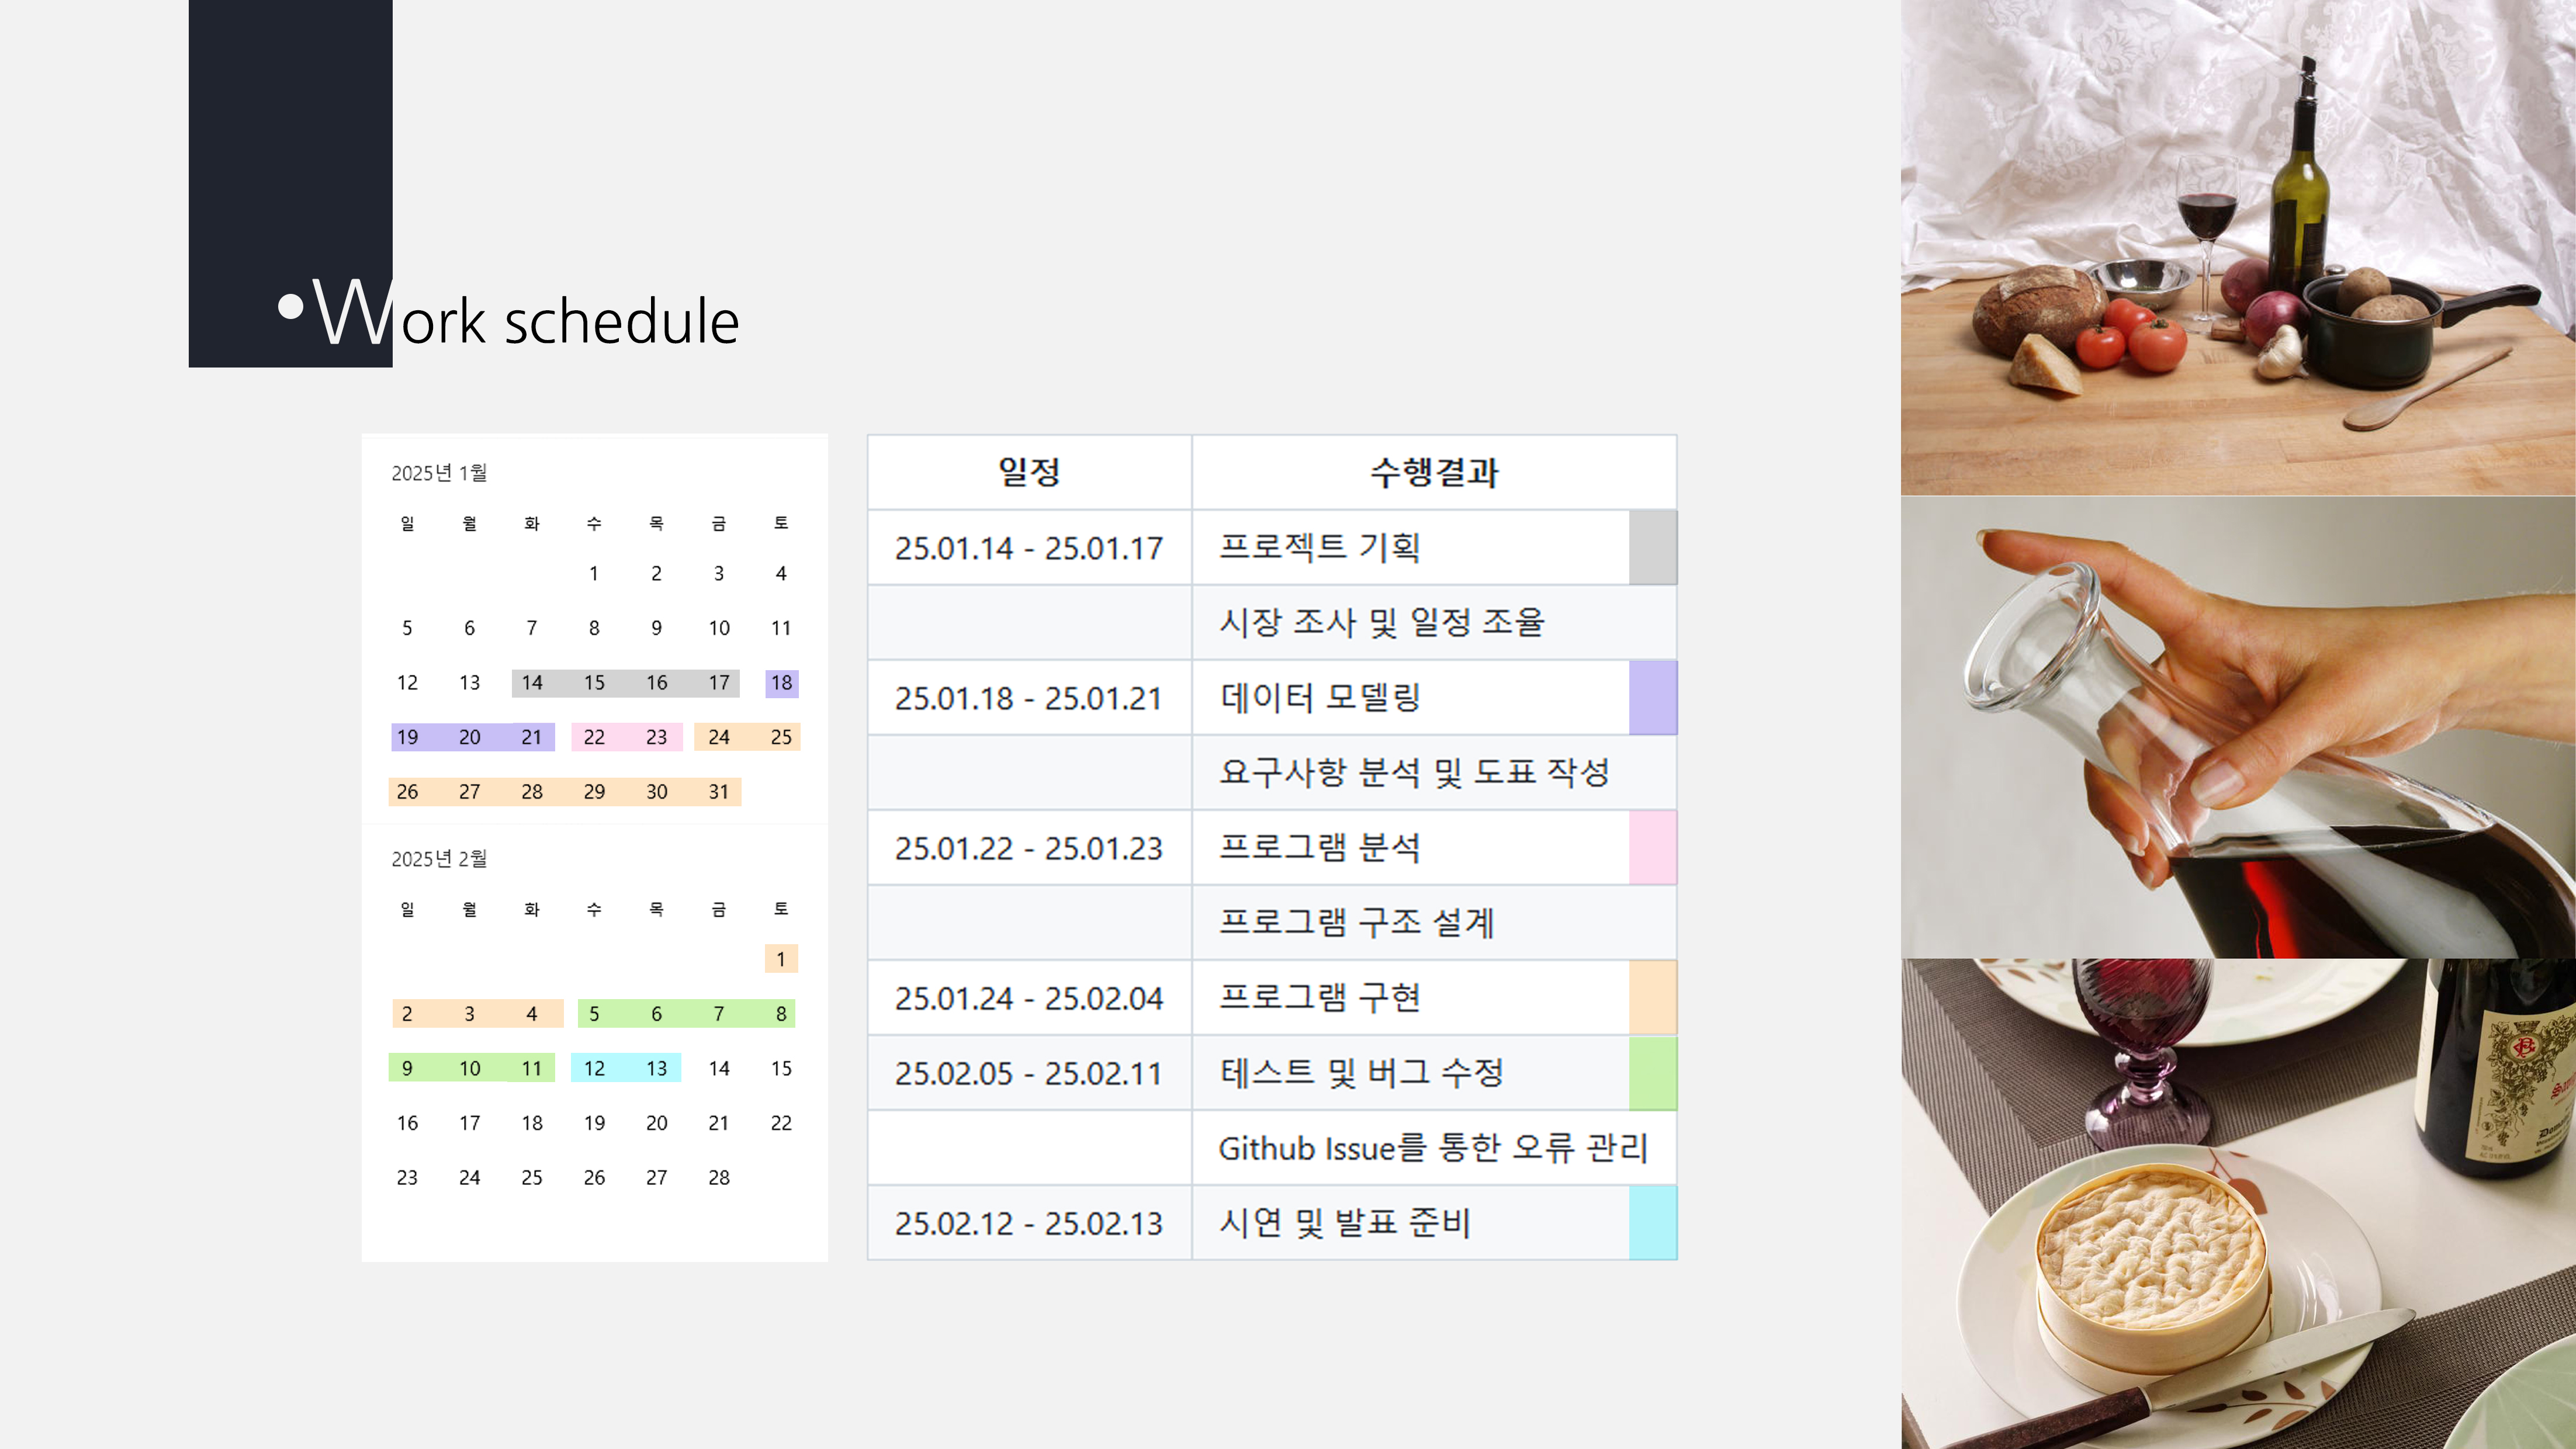 •Work schedule
2025년 1월
일 월 화 수 목 금 토
1 2 3 4
5 6 7 8 9 10 11
12 13 14 15 16 17 18
19 20 21 22 23 24 25
26 27 28 29 30 31
2025년 2월
일 월 화 수 목 금 토
1
2 3 4 5 6 7 8
9 10 11 12 13 14 15
16 17 18 19 20 21 22
23 24 25 26 27 28
일정 수행결과
25.01.14 - 25.01.17 프로젝트 기획
시장 조사 및 일정 조율
25.01.18 - 25.01.21 데이터 모델링
요구사항 분석 및 도표 작성
25.01.22 - 25.01.23 프로그램 분석
프로그램 구조 설계
25.01.24 - 25.02.04 프로그램 구현
25.02.05 - 25.02.11 테스트 및 버그 수정
Github Issue를 통한 오류 관리
25.02.12 - 25.02.13 시연 및 발표 준비